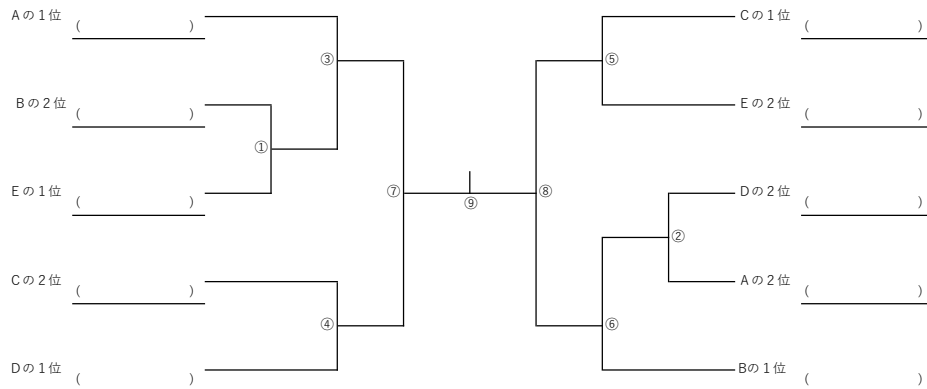 Aの1位 (　　　)
③
Bの2位 (　　　)
①
Eの1位 (　　　)
⑦
Cの2位 (　　　)
④
Dの1位 (　　　)
⑨
Cの1位 (　　　)
⑤
Eの2位 (　　　)
⑧
Dの2位 (　　　)
②
Aの2位 (　　　)
⑥
Bの1位 (　　　)